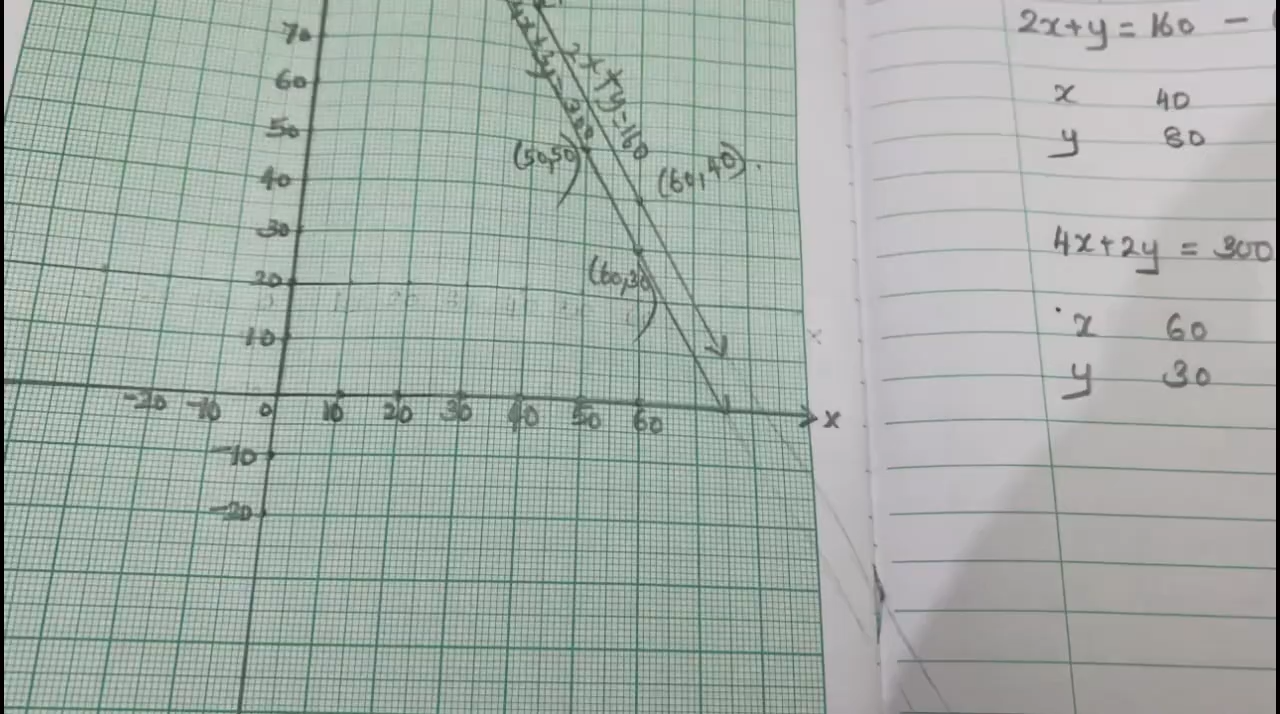 70
60
50
40
30
20
10
-20 -10 0 10 20 30 40 50 60 x
-10
-20
2x+y=160
(50,50)
(60,40).
(60,30)
2x+y = 160 -
x 40
y 80
4x+2y = 300
x 60
y 30